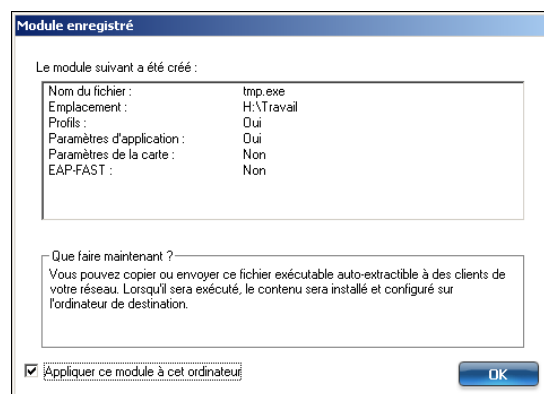 Module enregistré
Le module suivant a été créé :
Nom du fichier : tmp.exe
Emplacement : H:\Travail
Profils : Oui
Paramètres d'application : Oui
Paramètres de la carte : Non
EAP-FAST : Non
Que faire maintenant ?
Vous pouvez copier ou envoyer ce fichier exécutable auto-extractible à des clients de
votre réseau. Lorsqu'il sera exécuté, le contenu sera installé et configuré sur
l'ordinateur de destination.
Appliquer ce module à cet ordinateur
OK